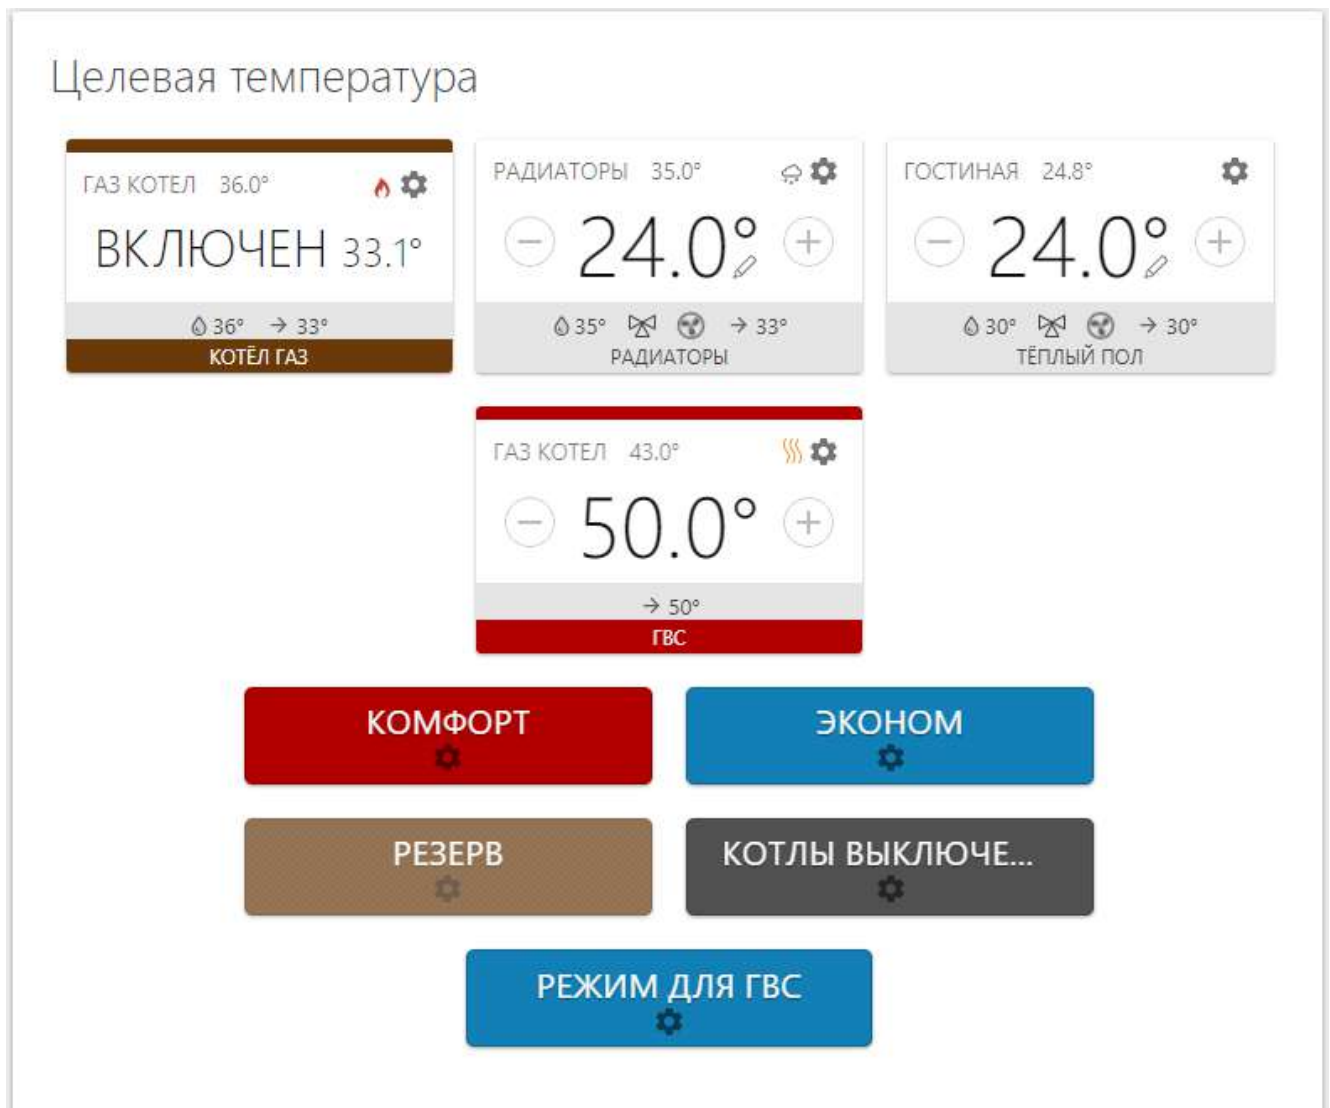 Целевая температура
ГАЗ КОТЕЛ 36.0°
ВКЛЮЧЕН 33.1°
36° → 33°
КОТЁЛ ГАЗ
РАДИАТОРЫ 35.0°
24.0°
35° → 33°
РАДИАТОРЫ
ГОСТИНАЯ 24.8°
24.0°
30° → 30°
ТЁПЛЫЙ ПОЛ
ГАЗ КОТЕЛ 43.0°
50.0°
→ 50°
ГВС
КОМФОРТ
ЭКОНОМ
РЕЗЕРВ
КОТЛЫ ВЫКЛЮЧЕ...
РЕЖИМ ДЛЯ ГВС